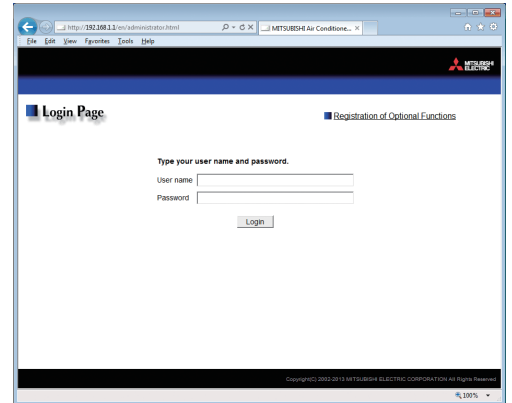 http://192.168.1.1/en/administrator.html
MITSUBISHI Air Conditione...
File Edit View Favorites Tools Help
MITSUBISHI
ELECTRIC
Login Page
Registration of Optional Functions
Type your user name and password.
User name
Password
Login
Copyright(C) 2002-2013 MITSUBISHI ELECTRIC CORPORATION All Rights Reserved
100%